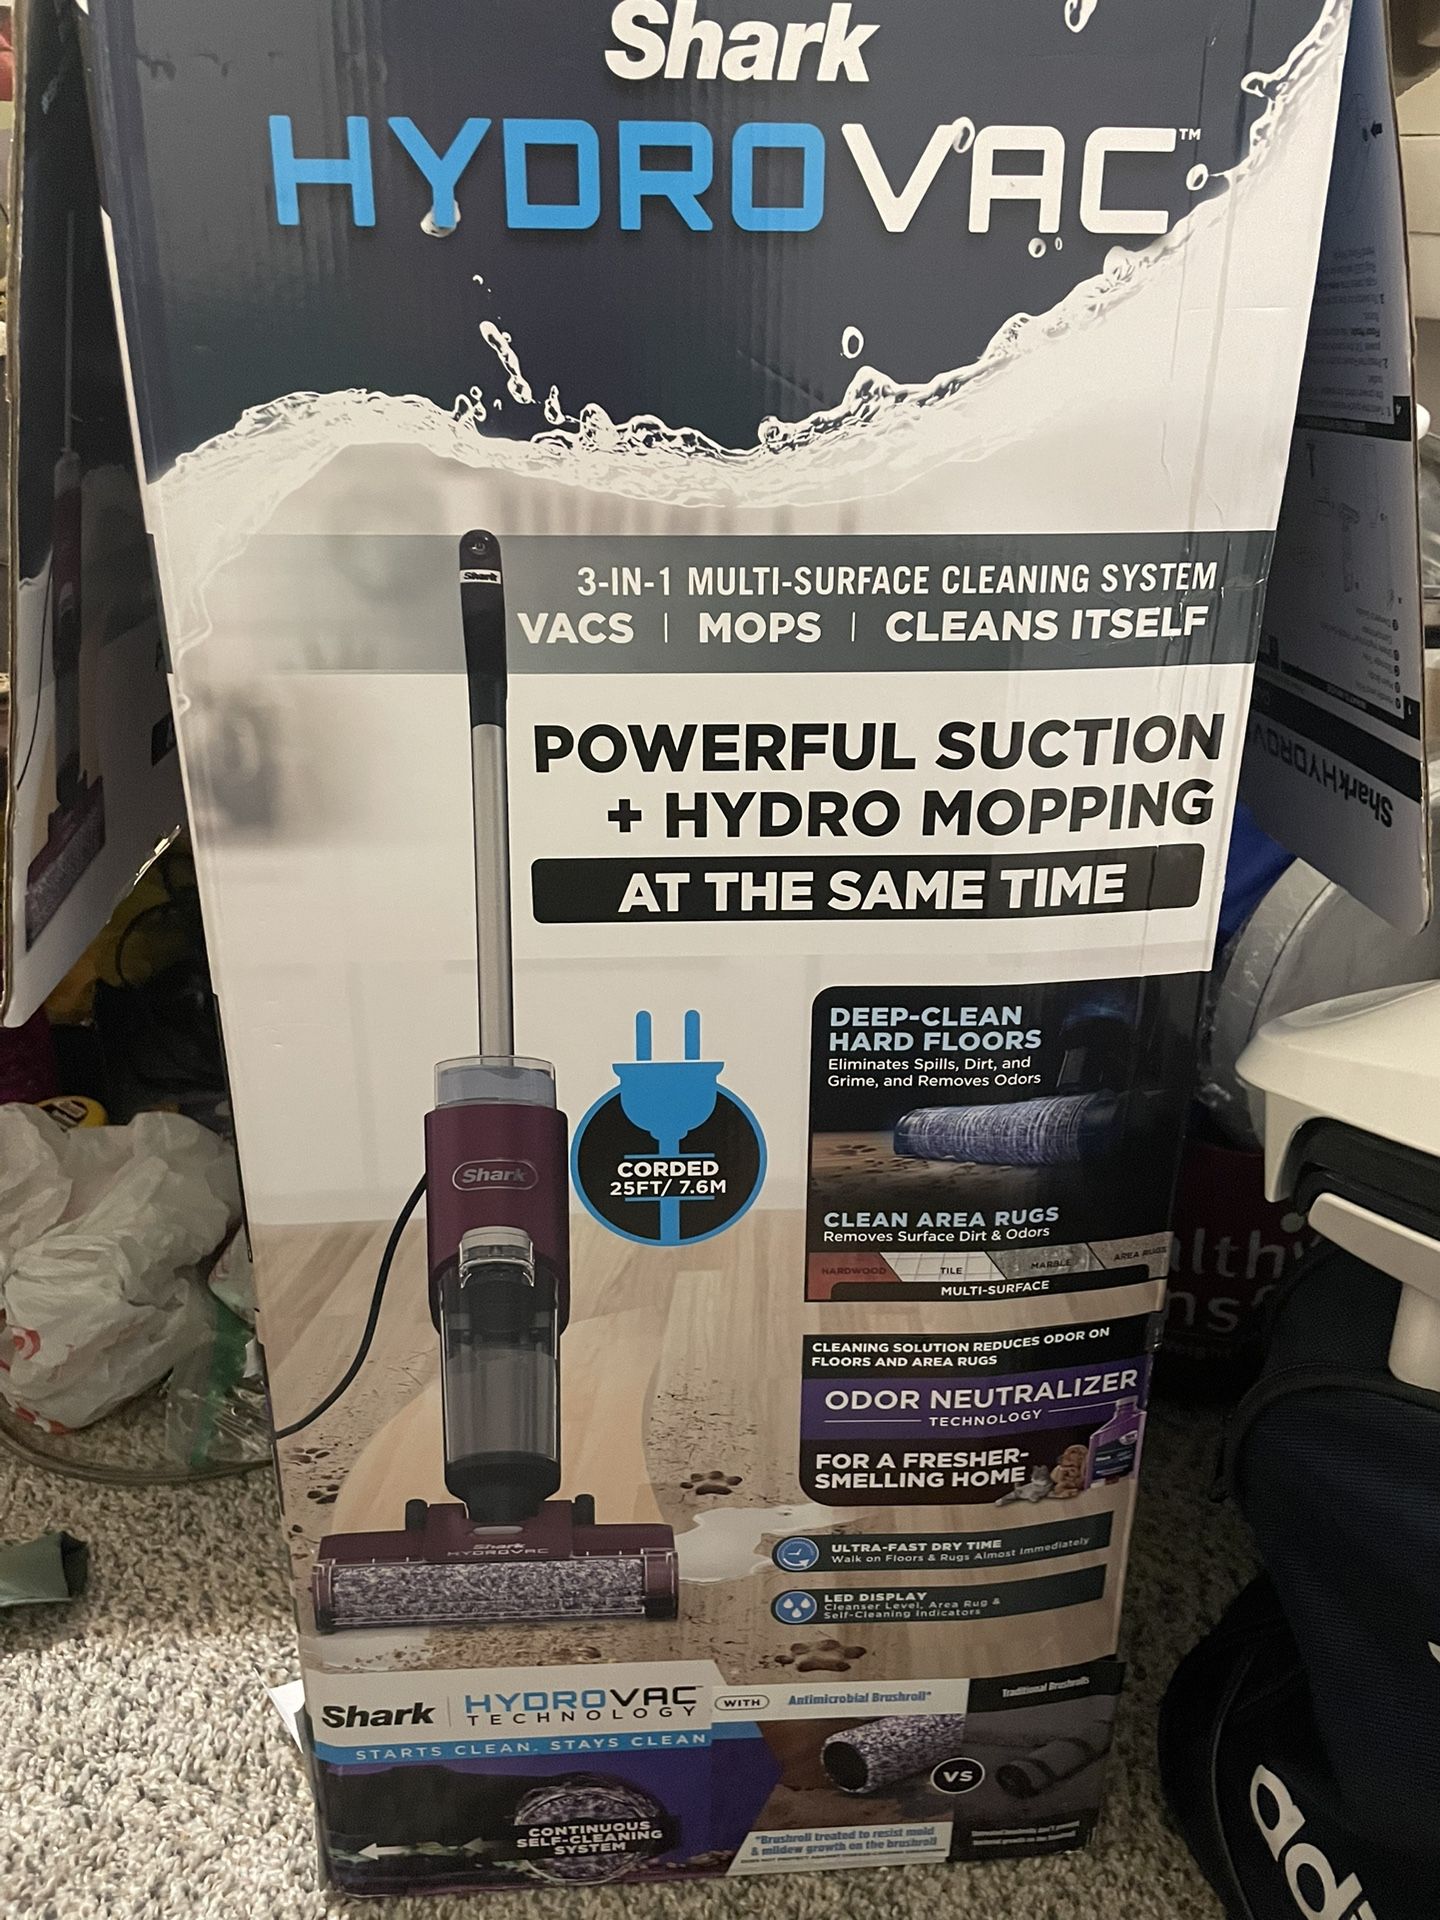 Shark
HYDROVAC™
Shark
3-IN-1 MULTI-SURFACE CLEANING SYSTEM
VACS | MOPS | CLEANS ITSELF
POWERFUL SUCTION
+ HYDRO MOPPING
AT THE SAME TIME
CORDED
25FT/ 7.6M
Shark
DEEP-CLEAN
HARD FLOORS
Eliminates Spills, Dirt, and
Grime, and Removes Odors
CLEAN AREA RUGS
Removes Surface Dirt & Odors
HARDWOOD TILE MARBLE AREA RUGS
MULTI-SURFACE
CLEANING SOLUTION REDUCES ODOR ON
FLOORS AND AREA RUGS
ODOR NEUTRALIZER
TECHNOLOGY
FOR A FRESHER-
SMELLING HOME
ULTRA-FAST DRY TIME
Walk on Floors & Rugs Almost Immediately
LED DISPLAY
Cleanser Level, Area Rug &
Self-Cleaning Indicators
Shark
HYDROVAC
Shark | HYDROVAC
TECHNOLOGY
STARTS CLEAN. STAYS CLEAN
CONTINUOUS
SELF-CLEANING
SYSTEM
WITH Antimicrobial Brushroll*
VS
Traditional Brushrolls
*Brushroll treated to resist mold
& mildew growth on the brushroll
Shark HYDROVAC
adi